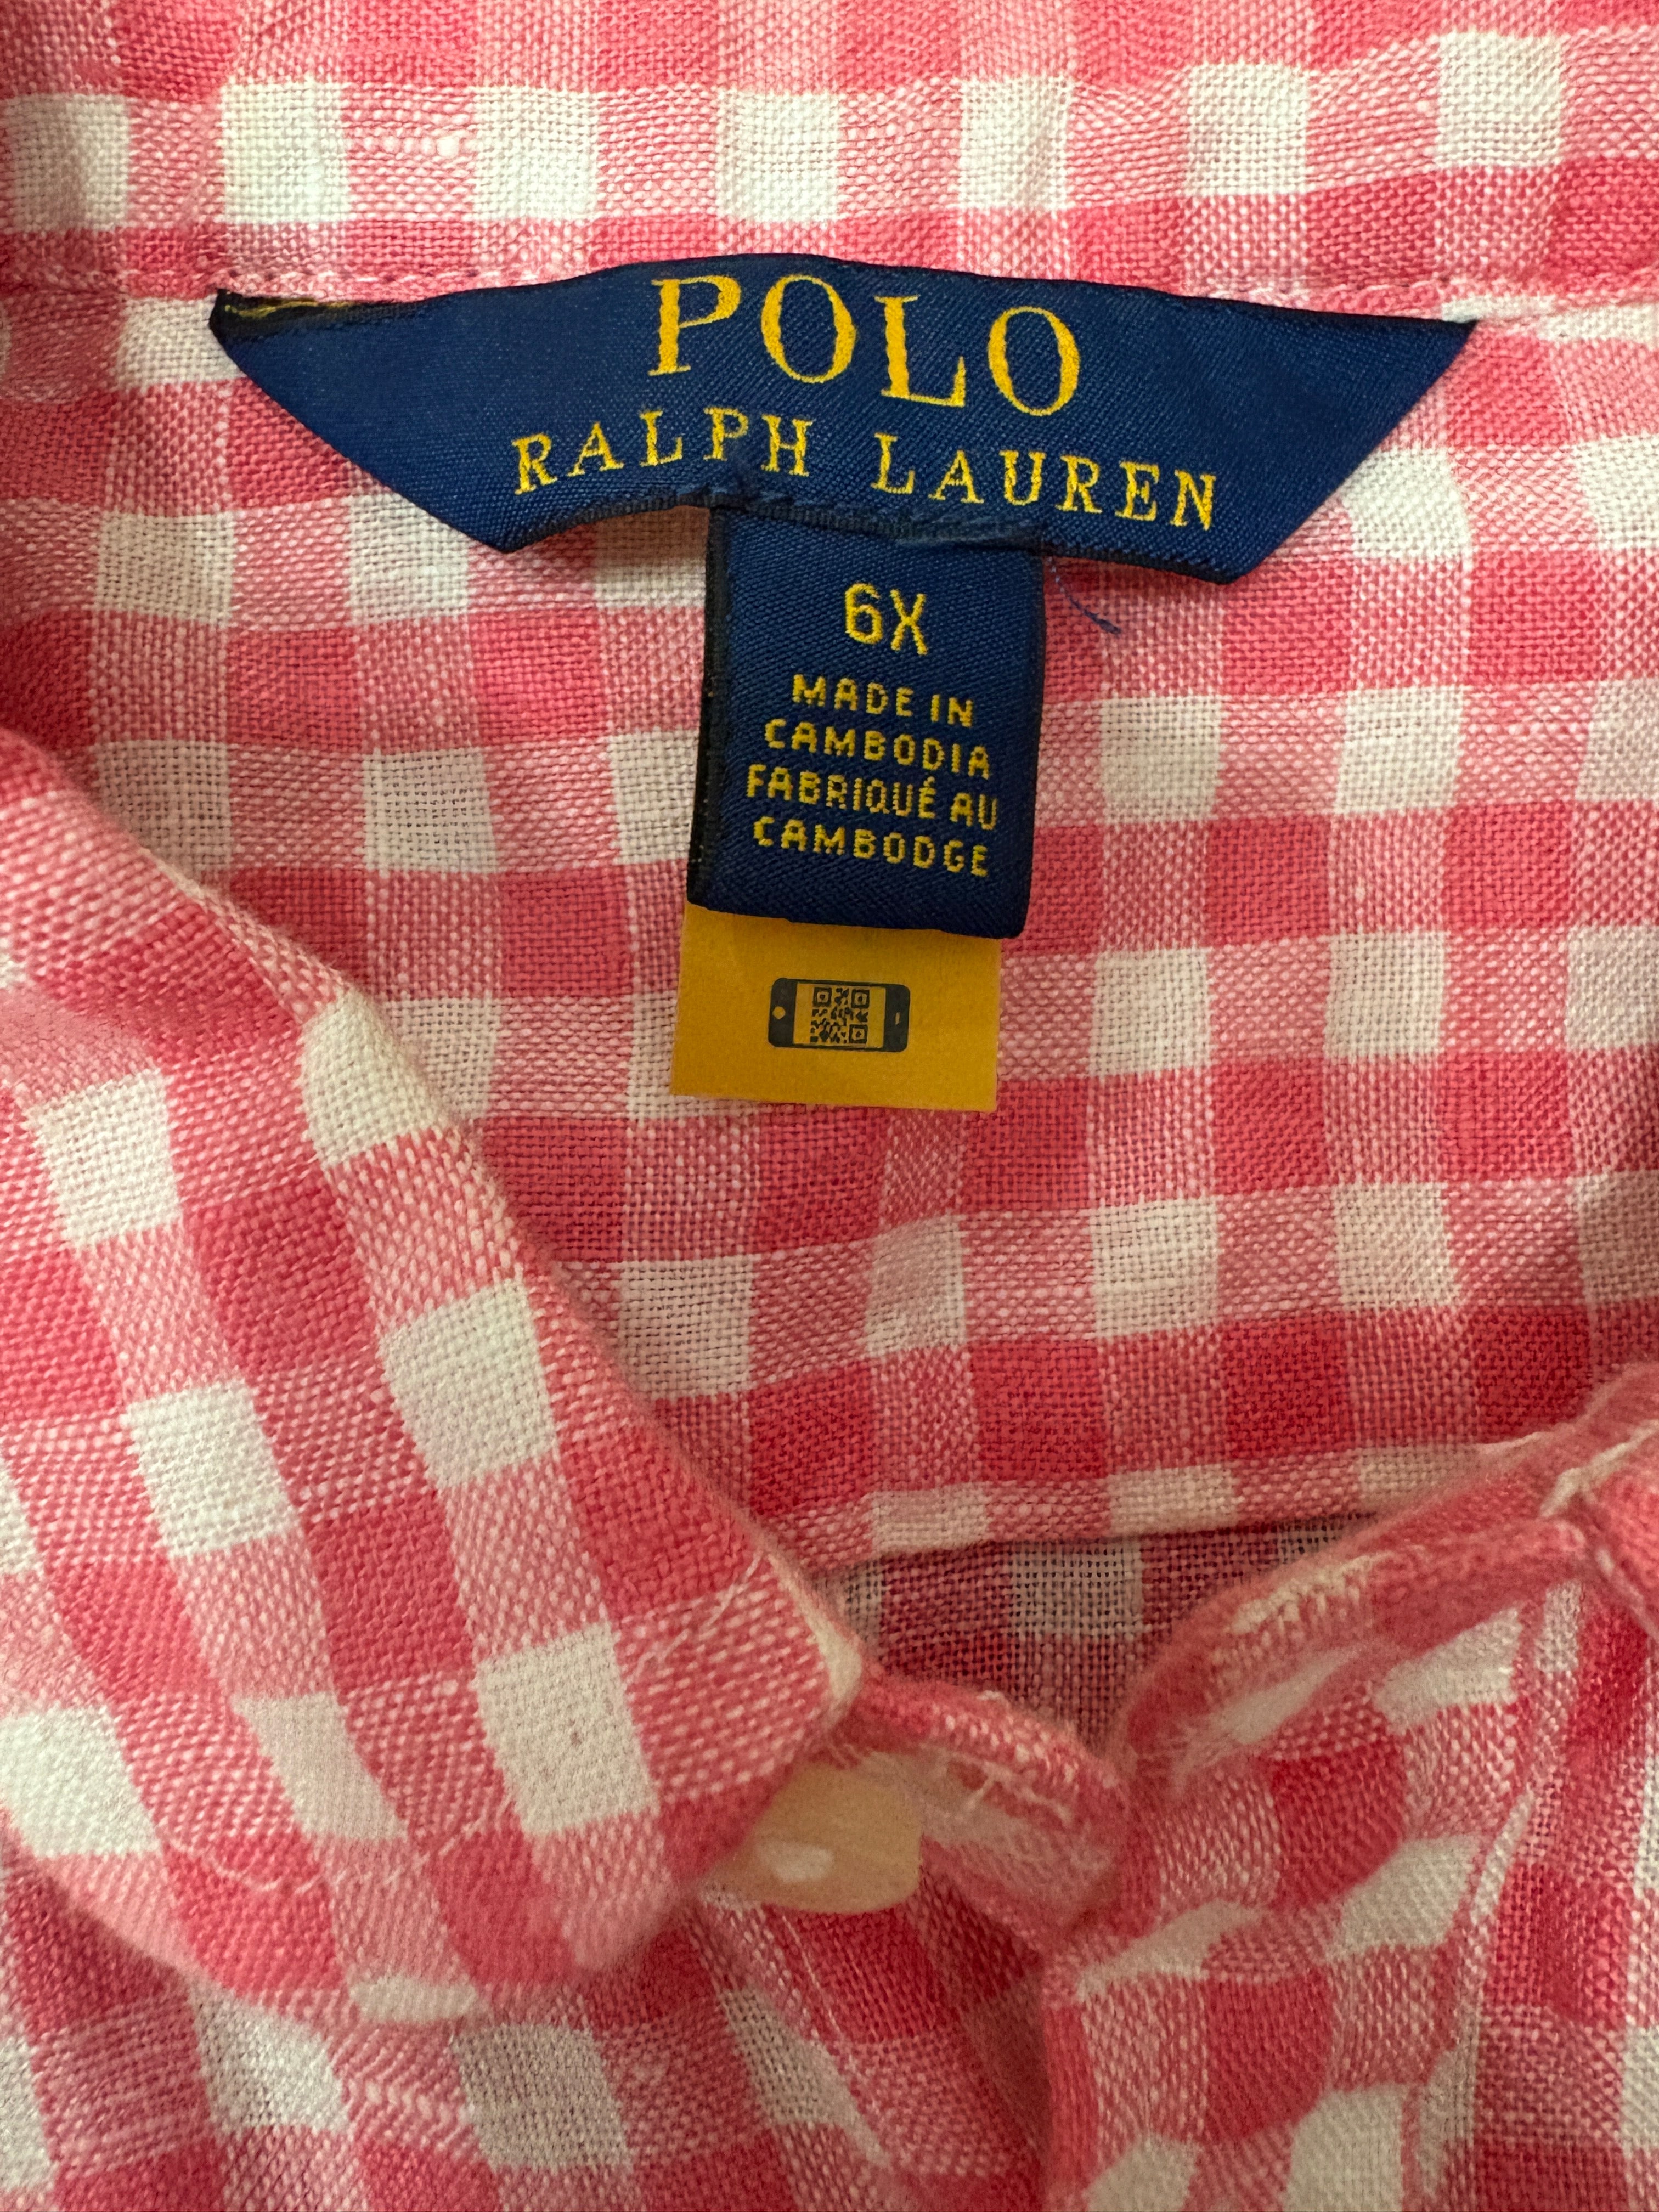 POLO
RALPH LAUREN
6X
MADE IN
CAMBODIA
FABRIQUÉ AU
CAMBODGE